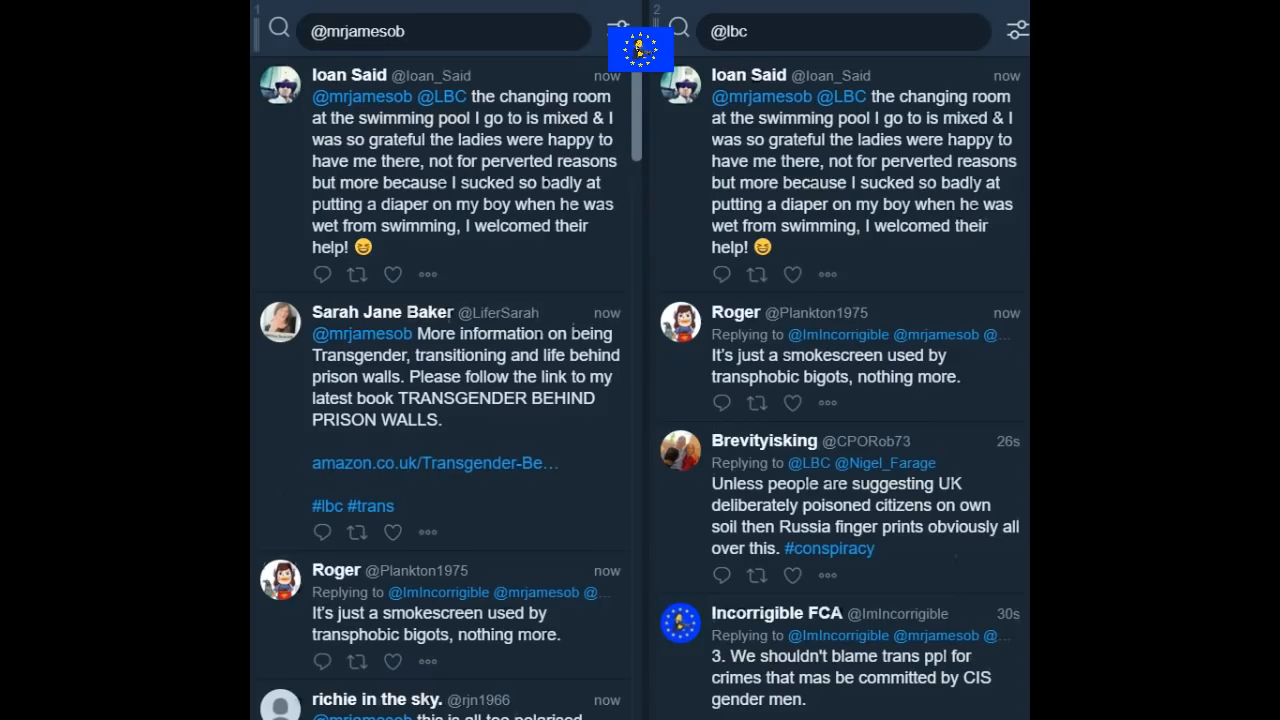 1
@mrjamesob
Ioan Said @Ioan_Said now
@mrjamesob @LBC the changing room
at the swimming pool I go to is mixed & I
was so grateful the ladies were happy to
have me there, not for perverted reasons
but more because I sucked so badly at
putting a diaper on my boy when he was
wet from swimming, I welcomed their
help! 😆
Sarah Jane Baker @LiferSarah now
@mrjamesob More information on being
Transgender, transitioning and life behind
prison walls. Please follow the link to my
latest book TRANSGENDER BEHIND
PRISON WALLS.
amazon.co.uk/Transgender-Be…
#lbc #trans
Roger @Plankton1975 now
Replying to @ImIncorrigible @mrjamesob @…
It's just a smokescreen used by
transphobic bigots, nothing more.
richie in the sky. @rjn1966 now
@mrjamesob this is all too polarised
2
@lbc
Ioan Said @Ioan_Said now
@mrjamesob @LBC the changing room
at the swimming pool I go to is mixed & I
was so grateful the ladies were happy to
have me there, not for perverted reasons
but more because I sucked so badly at
putting a diaper on my boy when he was
wet from swimming, I welcomed their
help! 😆
Roger @Plankton1975 now
Replying to @ImIncorrigible @mrjamesob @…
It's just a smokescreen used by
transphobic bigots, nothing more.
Brevityisking @CPORob73 26s
Replying to @LBC @Nigel_Farage
Unless people are suggesting UK
deliberately poisoned citizens on own
soil then Russia finger prints obviously all
over this. #conspiracy
Incorrigible FCA @ImIncorrigible 30s
Replying to @ImIncorrigible @mrjamesob @…
3. We shouldn't blame trans ppl for
crimes that mas be committed by CIS
gender men.